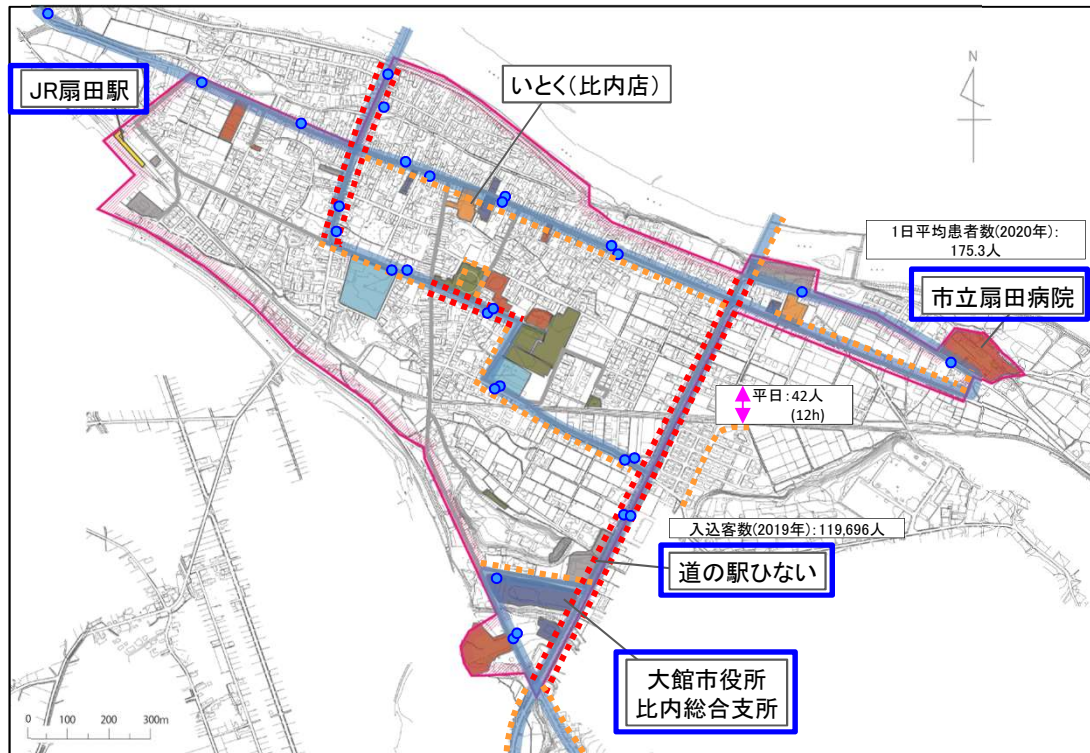 N
JR扇田駅
いとく(比内店)
1日平均患者数(2020年):
175.3人
市立扇田病院
平日:42人
(12h)
入込客数(2019年):119,696人
道の駅ひない
大館市役所
比内総合支所
0 100 200 300m